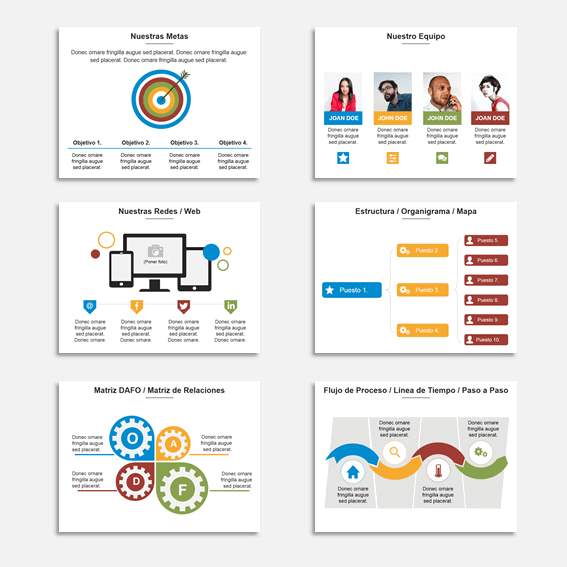 Nuestras Metas
Donec ornare fringilla augue sed placerat. Donec ornare fringilla augue
sed placerat. Donec ornare fringilla augue sed placerat.
Objetivo 1.
Donec ornare
fringilla augue
sed placerat.
Objetivo 2.
Donec ornare
fringilla augue
sed placerat.
Objetivo 3.
Donec ornare
fringilla augue
sed placerat.
Objetivo 4.
Donec ornare
fringilla augue
sed placerat.
Nuestro Equipo
JOAN DOE
Donec ornare
fringilla augue
sed placerat.
JOHN DOE
Donec ornare
fringilla augue
sed placerat.
JOHN DOE
Donec ornare
fringilla augue
sed placerat.
JOAN DOE
Donec ornare
fringilla augue
sed placerat.
Nuestras Redes / Web
(Poner foto)
@
f
in
Donec ornare
fringilla augue
sed placerat.
Donec ornare.
Donec ornare
fringilla augue
sed placerat.
Donec ornare.
Donec ornare
fringilla augue
sed placerat.
Donec ornare.
Donec ornare
fringilla augue
sed placerat.
Donec ornare.
Estructura / Organigrama / Mapa
Puesto 1.
Puesto 2.
Puesto 3.
Puesto 4.
Puesto 5.
Puesto 6.
Puesto 7.
Puesto 8.
Puesto 9.
Puesto 10.
Matriz DAFO / Matriz de Relaciones
Donec ornare
fringilla augue
sed placerat.
O
A
Donec ornare
fringilla augue
sed placerat.
Donec ornare
fringilla augue
sed placerat.
D
F
Donec ornare
fringilla augue
sed placerat.
Flujo de Proceso / Linea de Tiempo / Paso a Paso
Donec ornare
fringilla augue
sed placerat.
Donec ornare
fringilla augue
sed placerat.
Donec ornare
fringilla augue
sed placerat.
Donec ornare
fringilla augue
sed placerat.